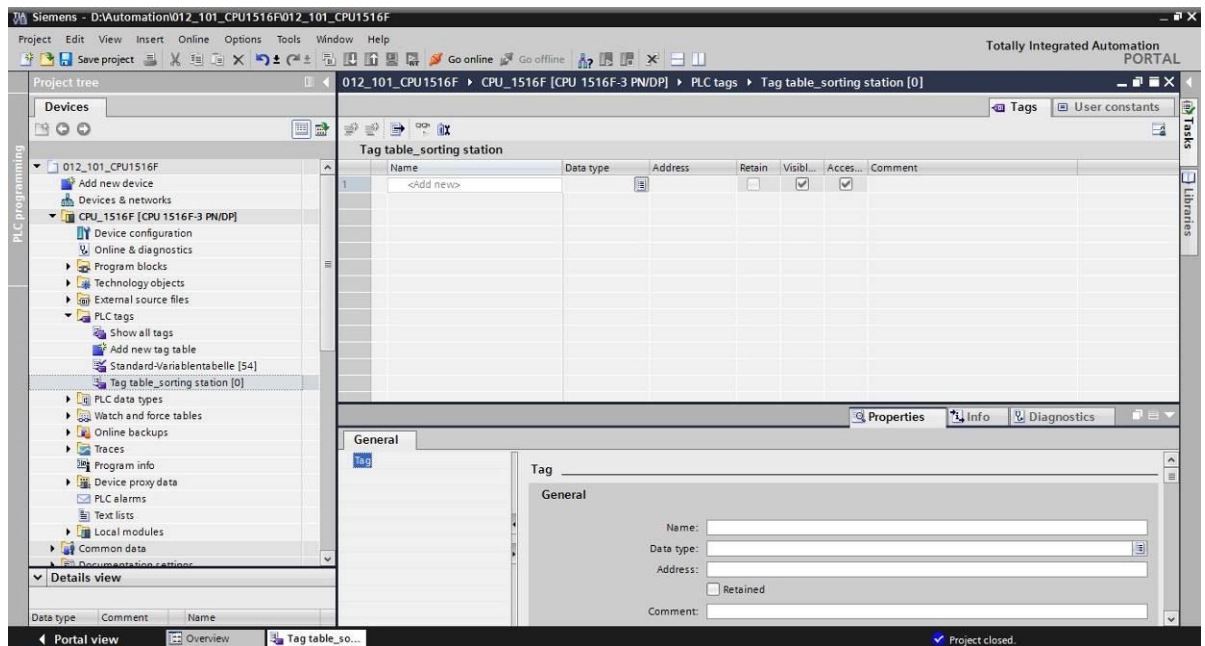 Siemens - D:\Automation\012_101_CPU1516F\012_101_CPU1516F
Project Edit View Insert Online Options Tools Window Help
Totally Integrated Automation
PORTAL
Save project Go online Go offline
Project tree
012_101_CPU1516F CPU_1516F [CPU 1516F-3 PN/DP] PLC tags Tag table_sorting station [0]
Devices
Tags User constants
Tag table_sorting station
Name Data type Address Retain Visibl... Acces... Comment
1 <Add new>
012_101_CPU1516F
Add new device
Devices & networks
CPU_1516F [CPU 1516F-3 PN/DP]
Device configuration
Online & diagnostics
Program blocks
Technology objects
External source files
PLC tags
Show all tags
Add new tag table
Standard-Variablentabelle [54]
Tag table_sorting station [0]
PLC data types
Watch and force tables
Online backups
Traces
Program info
Device proxy data
PLC alarms
Text lists
Local modules
Common data
Documentation settings
Details view
Data type Comment Name
Properties Info Diagnostics
General
Tag
Tag
General
Name:
Data type:
Address:
Retained
Comment:
PLC programming
Tasks
Libraries
Portal view Overview Tag table_so...
Project closed.